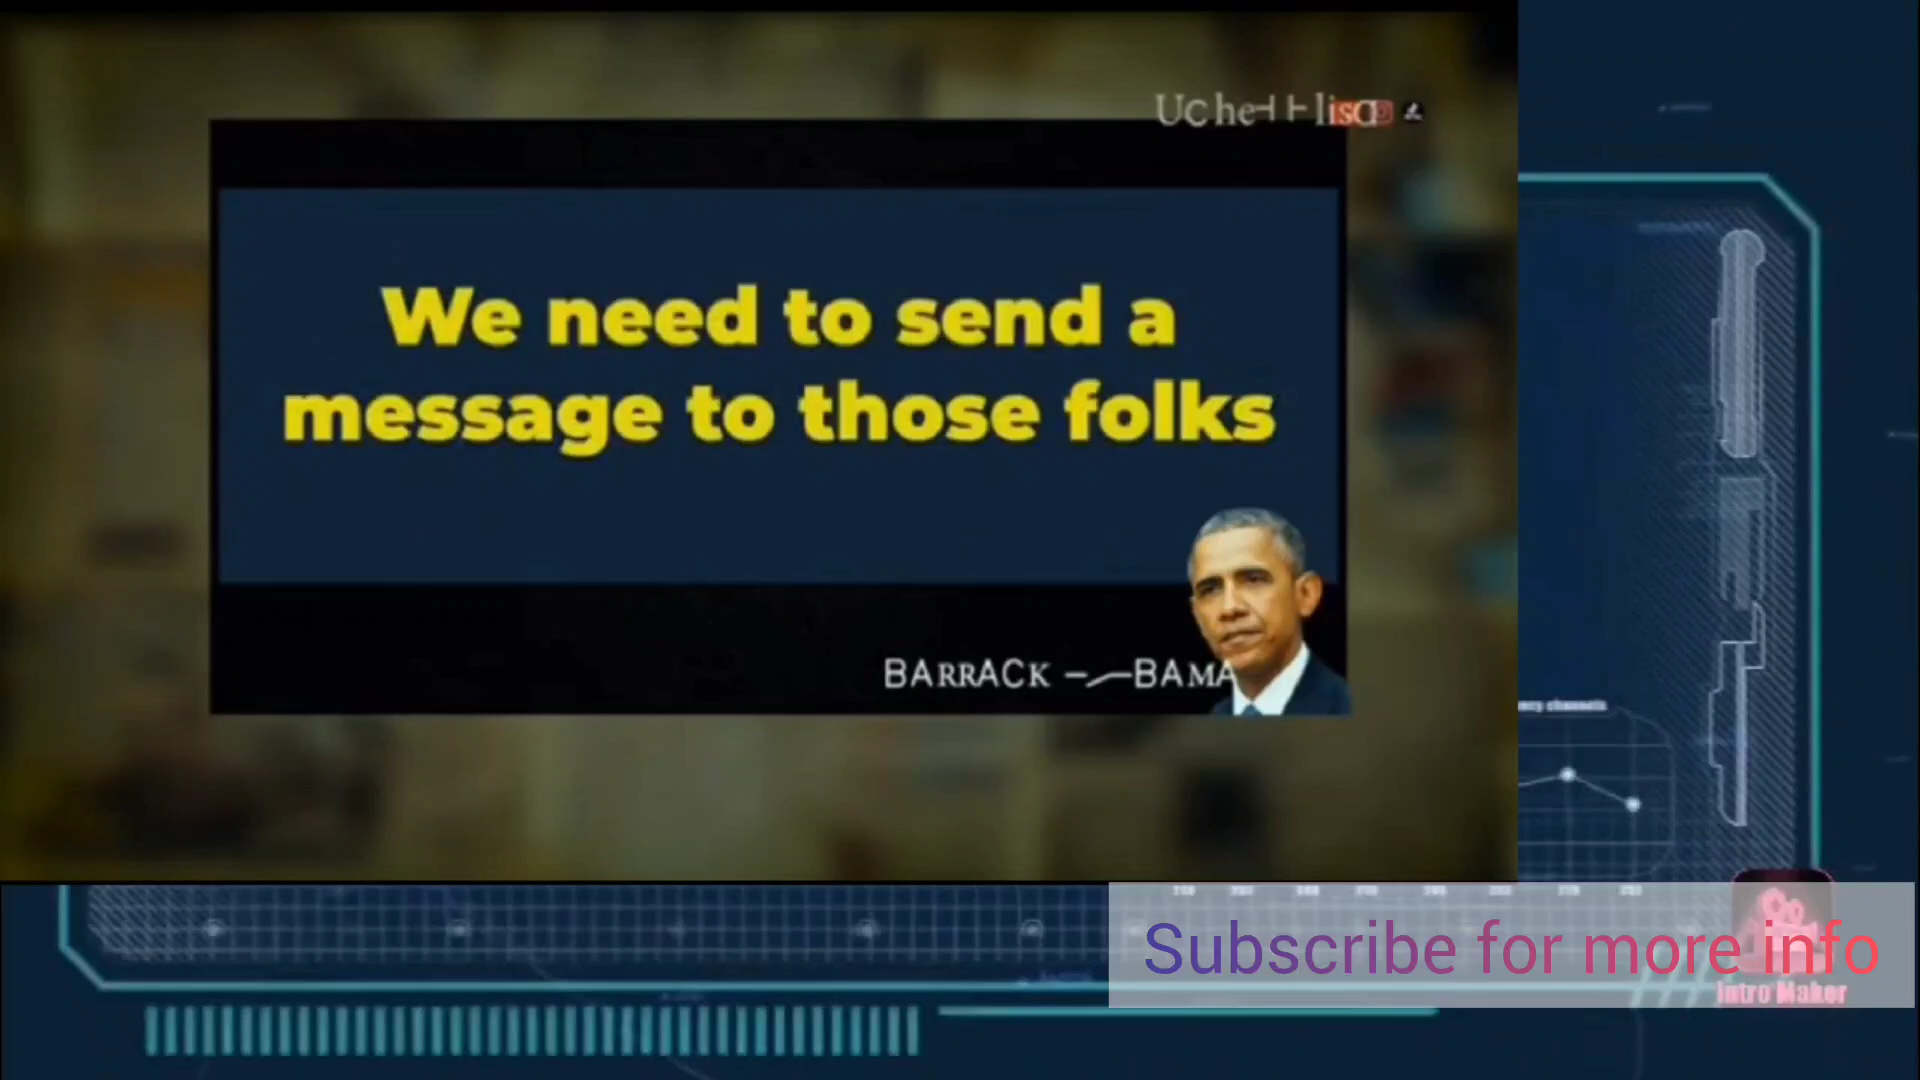 We need to send a
message to those folks
BARRACK
Subscribe for more info
Intro Maker